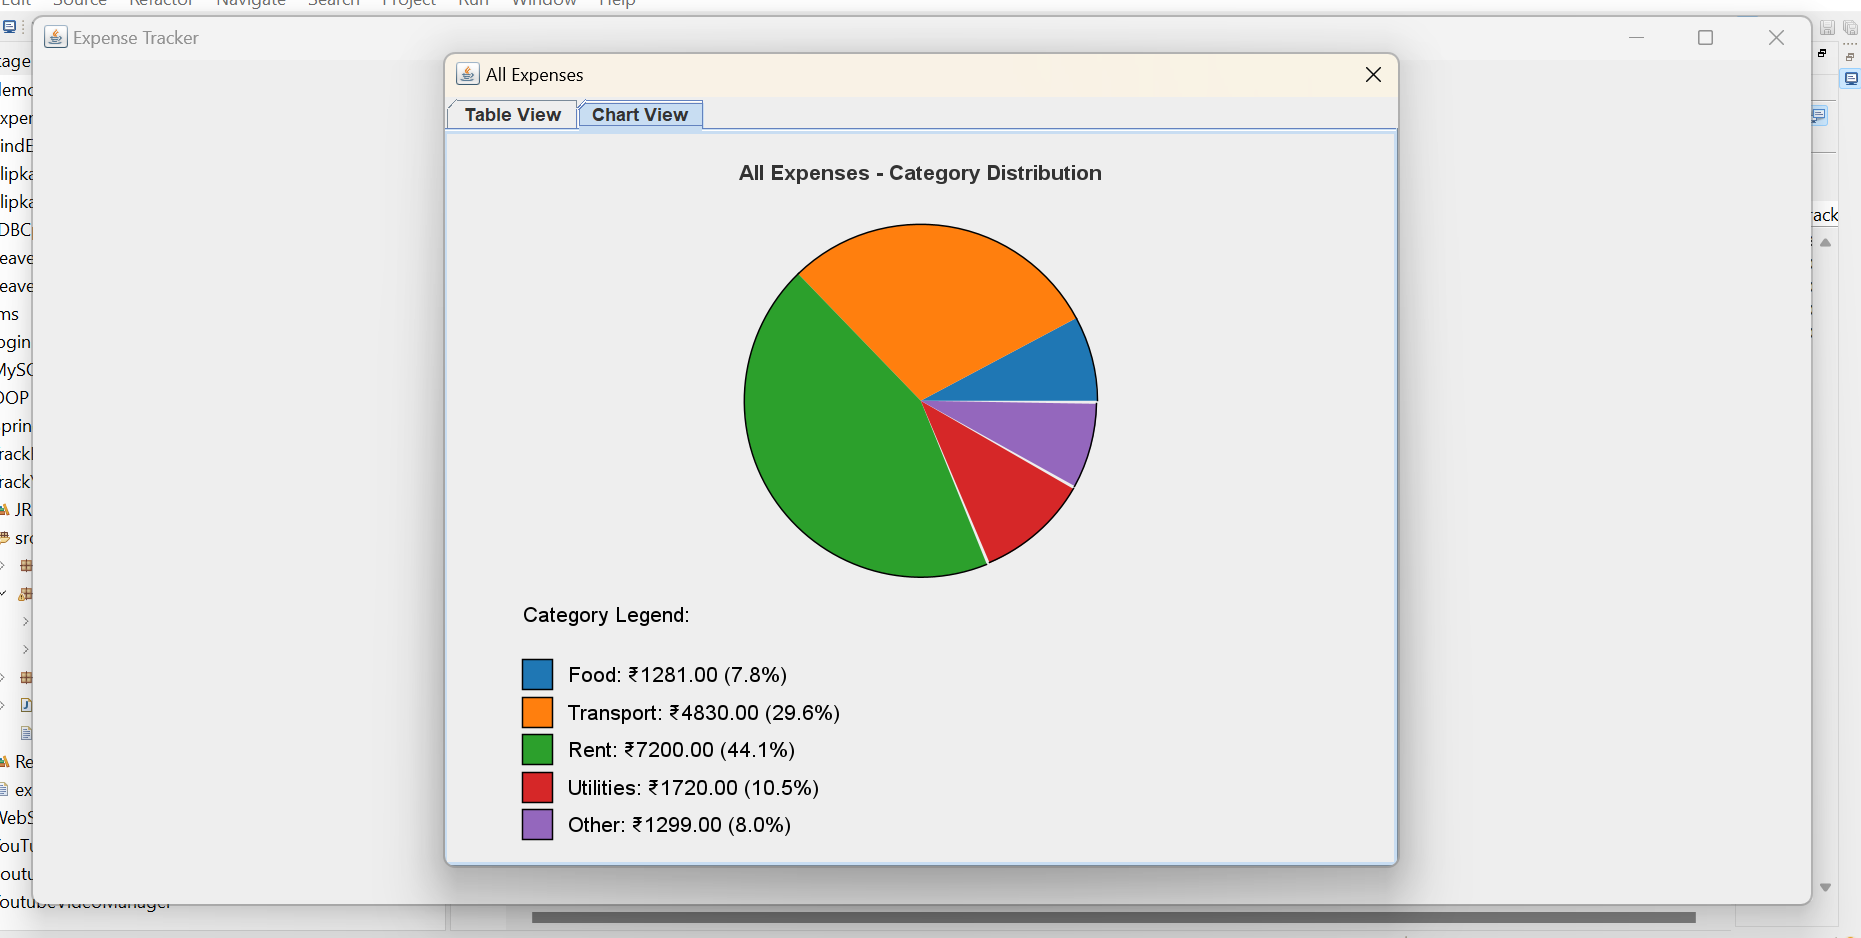 Expense Tracker
All Expenses
Table View
Chart View
All Expenses - Category Distribution
Category Legend:
Food: ₹1281.00 (7.8%)
Transport: ₹4830.00 (29.6%)
Rent: ₹7200.00 (44.1%)
Utilities: ₹1720.00 (10.5%)
Other: ₹1299.00 (8.0%)